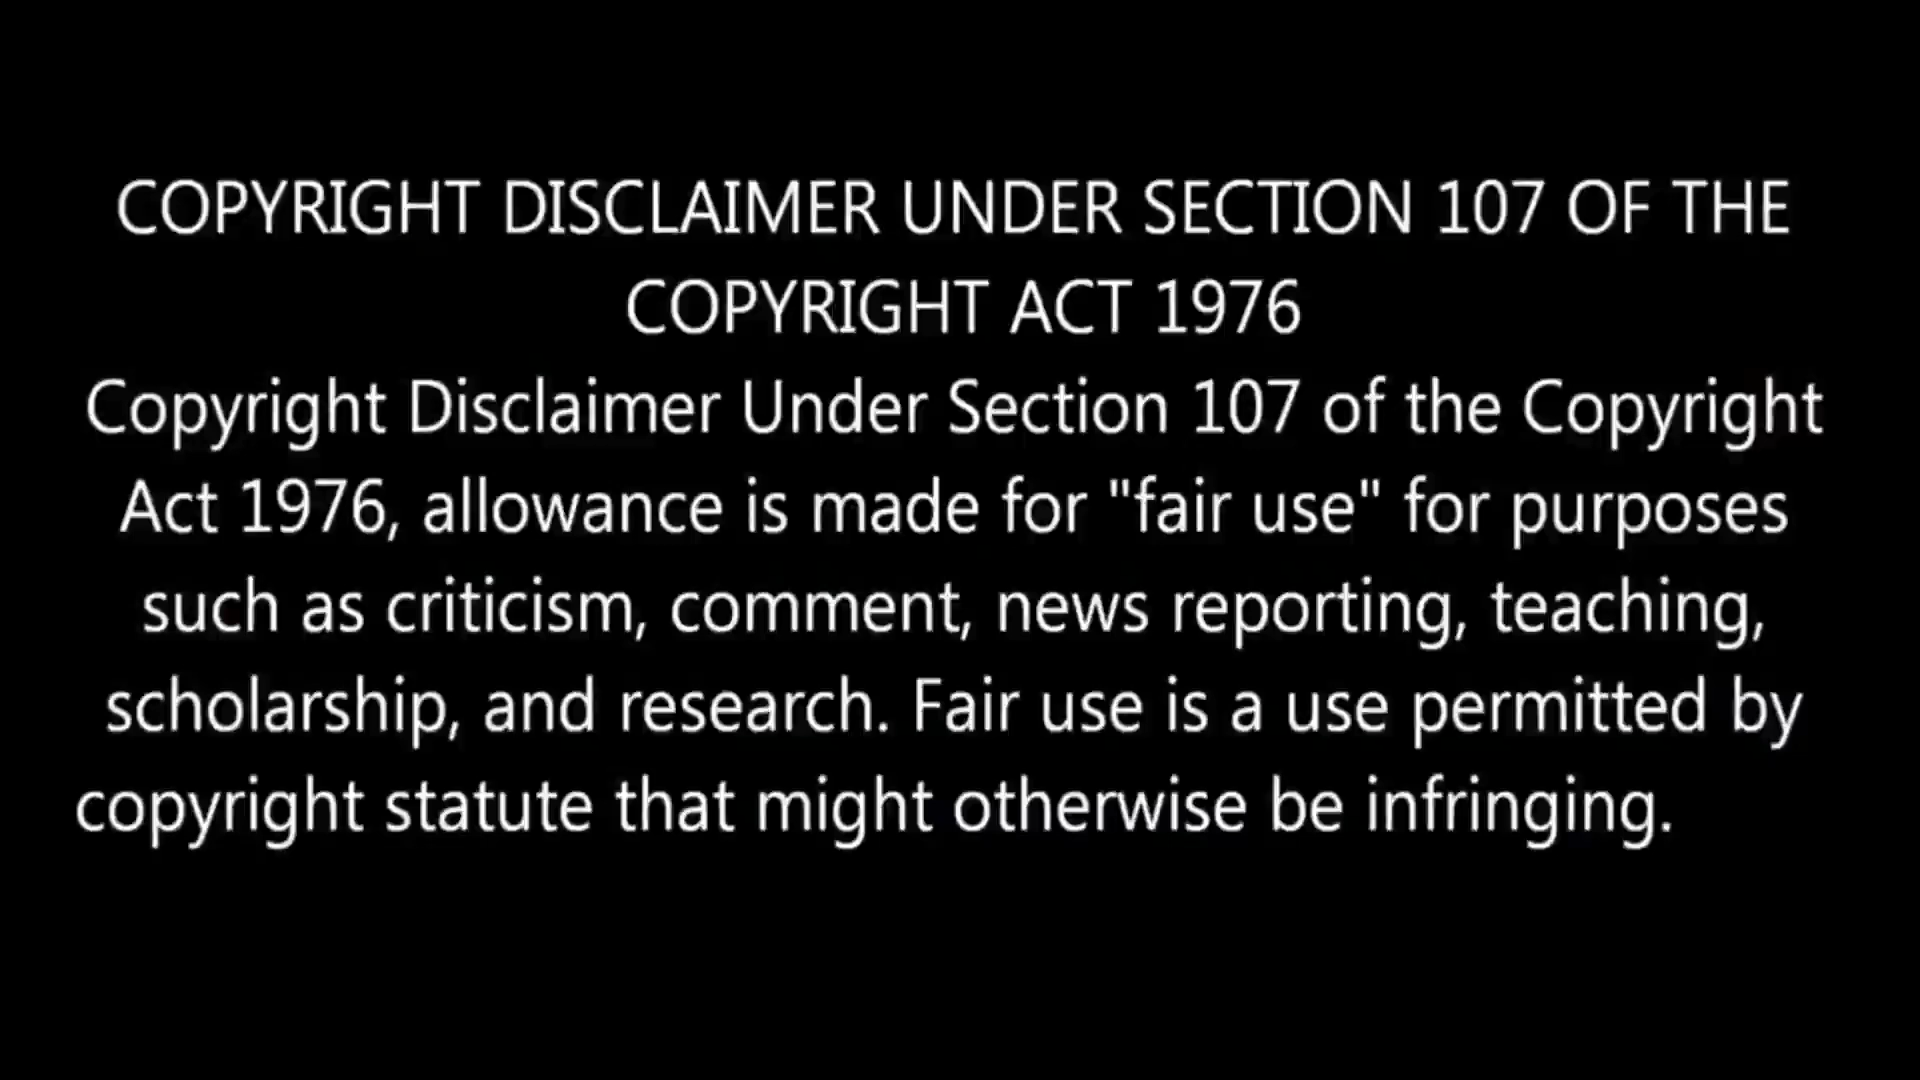 COPYRIGHT DISCLAIMER UNDER SECTION 107 OF THE
COPYRIGHT ACT 1976
Copyright Disclaimer Under Section 107 of the Copyright
Act 1976, allowance is made for "fair use" for purposes
such as criticism, comment, news reporting, teaching,
scholarship, and research. Fair use is a use permitted by
copyright statute that might otherwise be infringing.